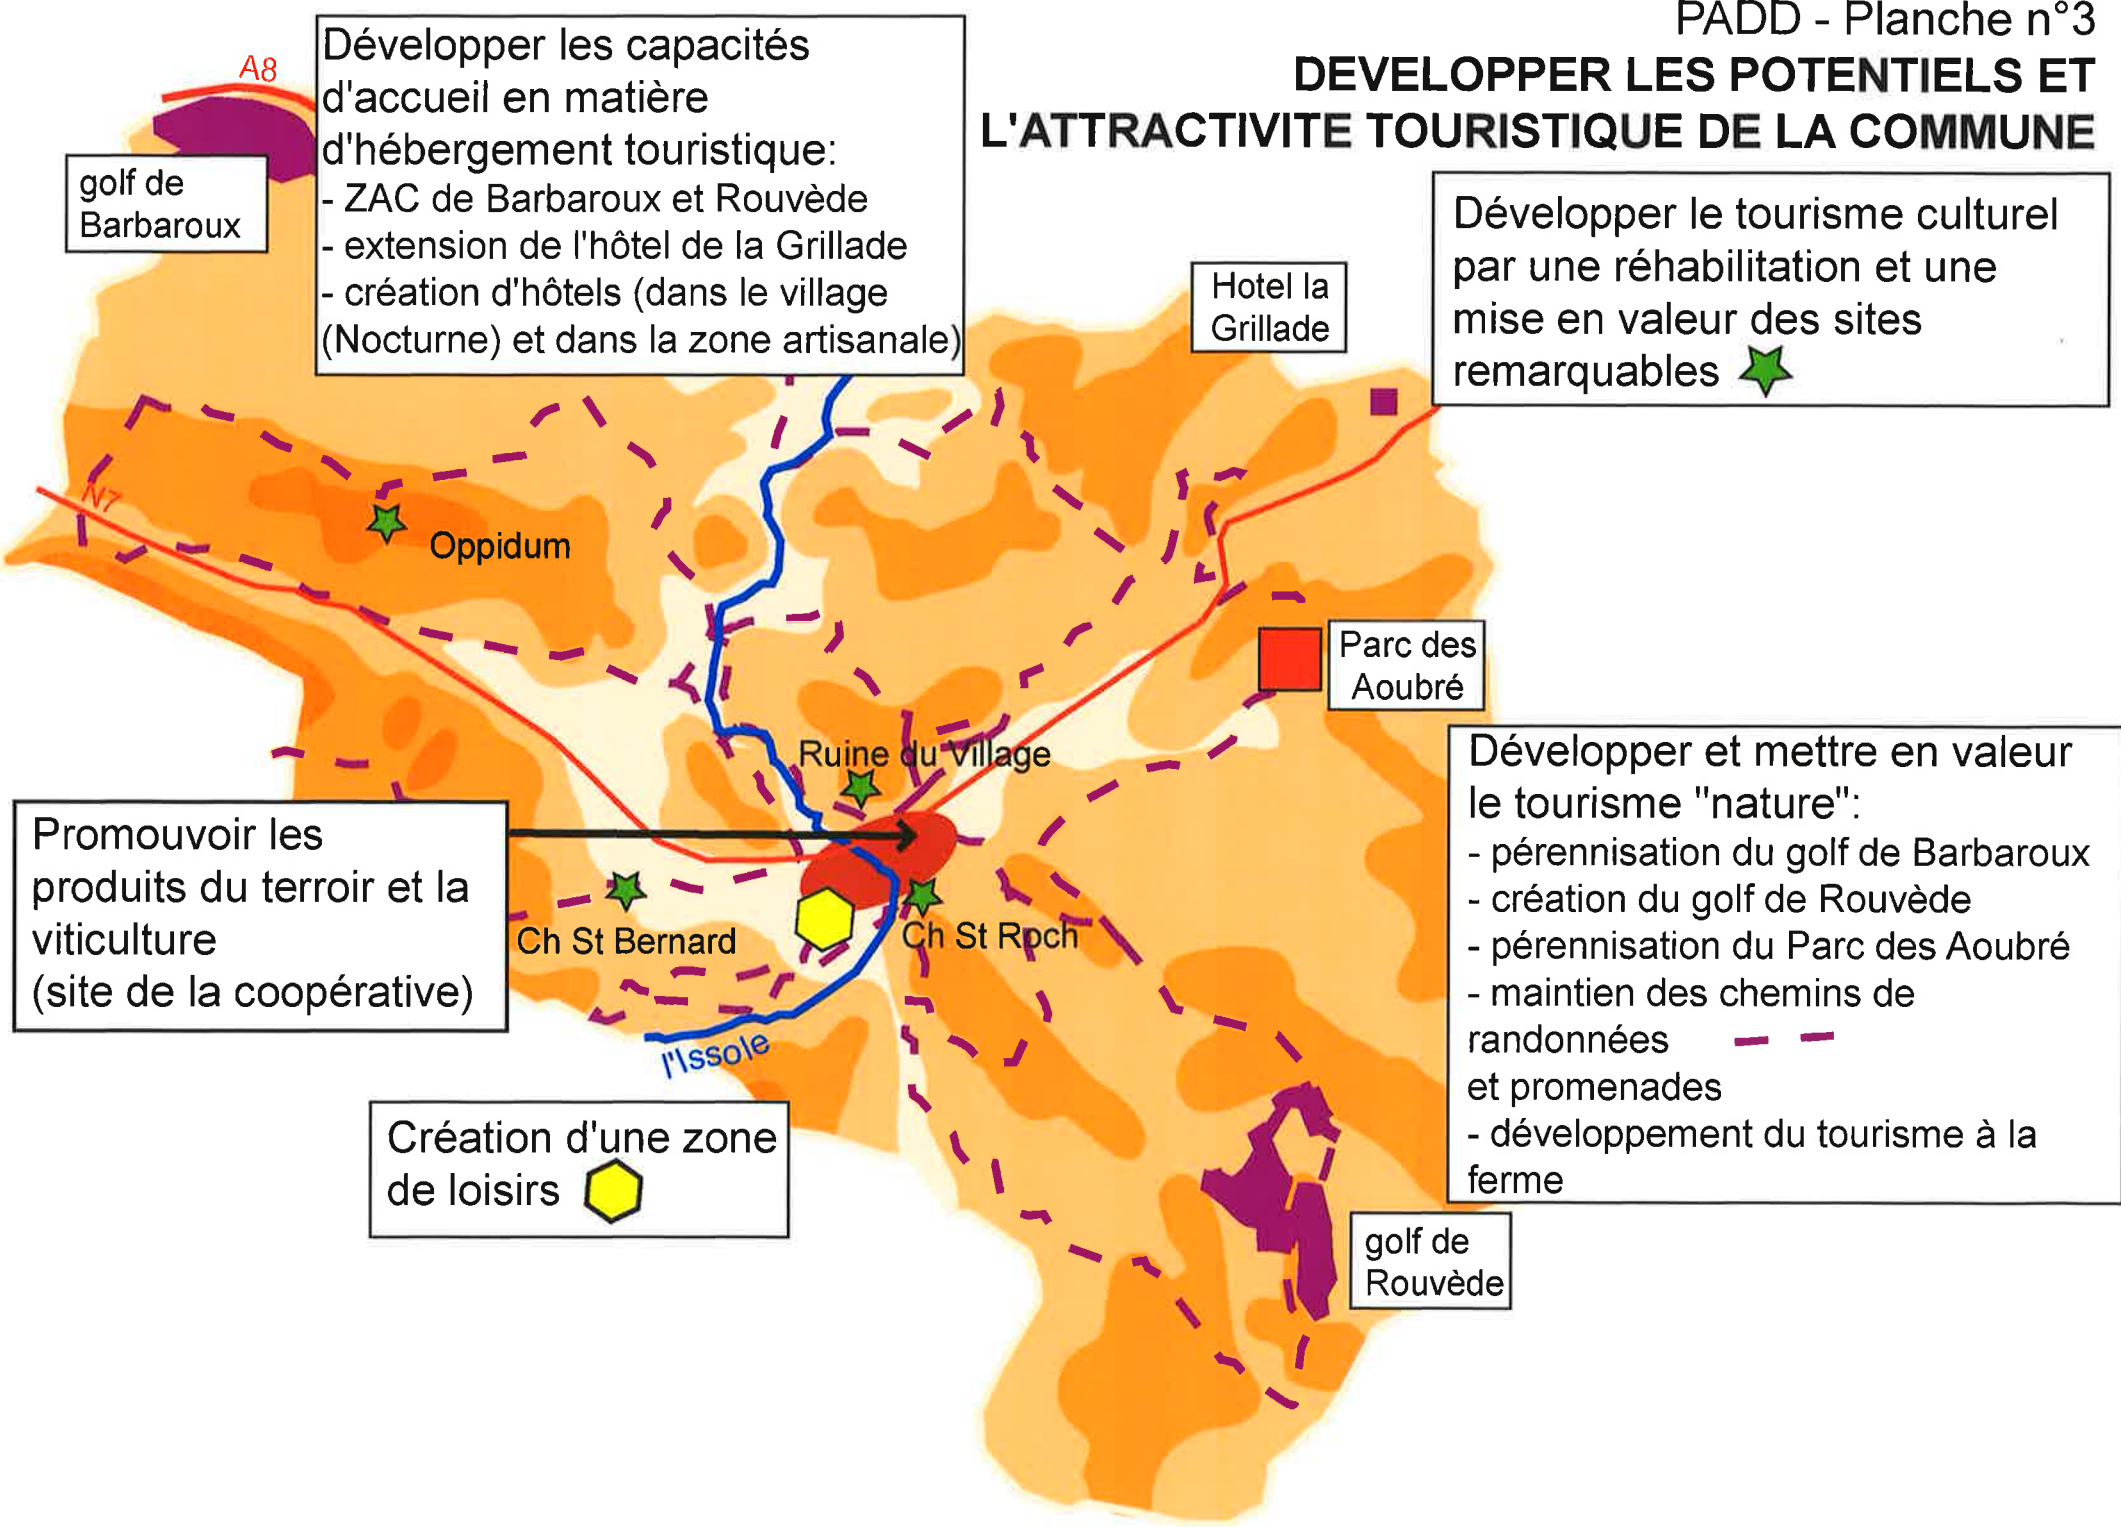 PADD - Planche n°3
DEVELOPPER LES POTENTIELS ET
L'ATTRACTIVITE TOURISTIQUE DE LA COMMUNE
A8
Développer les capacités
d'accueil en matière
d'hébergement touristique:
- ZAC de Barbaroux et Rouvède
- extension de l'hôtel de la Grillade
- création d'hôtels (dans le village
(Nocturne) et dans la zone artisanale)
golf de
Barbaroux
Hotel la
Grillade
Développer le tourisme culturel
par une réhabilitation et une
mise en valeur des sites
remarquables
N7
Oppidum
Parc des
Aoubré
Ruine du Village
Développer et mettre en valeur
le tourisme "nature":
- pérennisation du golf de Barbaroux
- création du golf de Rouvède
- pérennisation du Parc des Aoubré
- maintien des chemins de
randonnées
et promenades
- développement du tourisme à la
ferme
Promouvoir les
produits du terroir et la
viticulture
(site de la coopérative)
Ch St Bernard
Ch St Roch
l'Issole
Création d'une zone
de loisirs
golf de
Rouvède